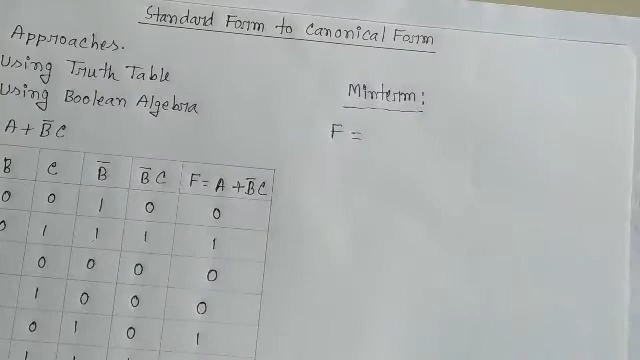 Standard Form to Canonical Form
Approaches.
Using Truth Table
Using Boolean Algebra
A + B̅ C
Minterm:
F =
B C B̅ B̅ C F = A + B̅ C
0 0 1 0 0
0 1 1 1 1
0 0 0 0
1 0 0 0
0 1 0 1